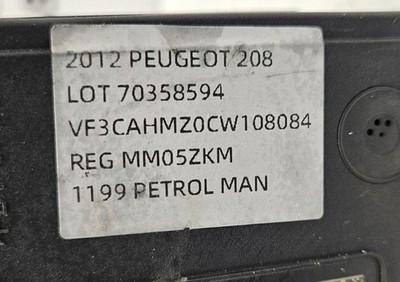 2012 PEUGEOT 208
LOT 70358594
VF3CAHMZ0CW108084
REG MM05ZKM
1199 PETROL MAN